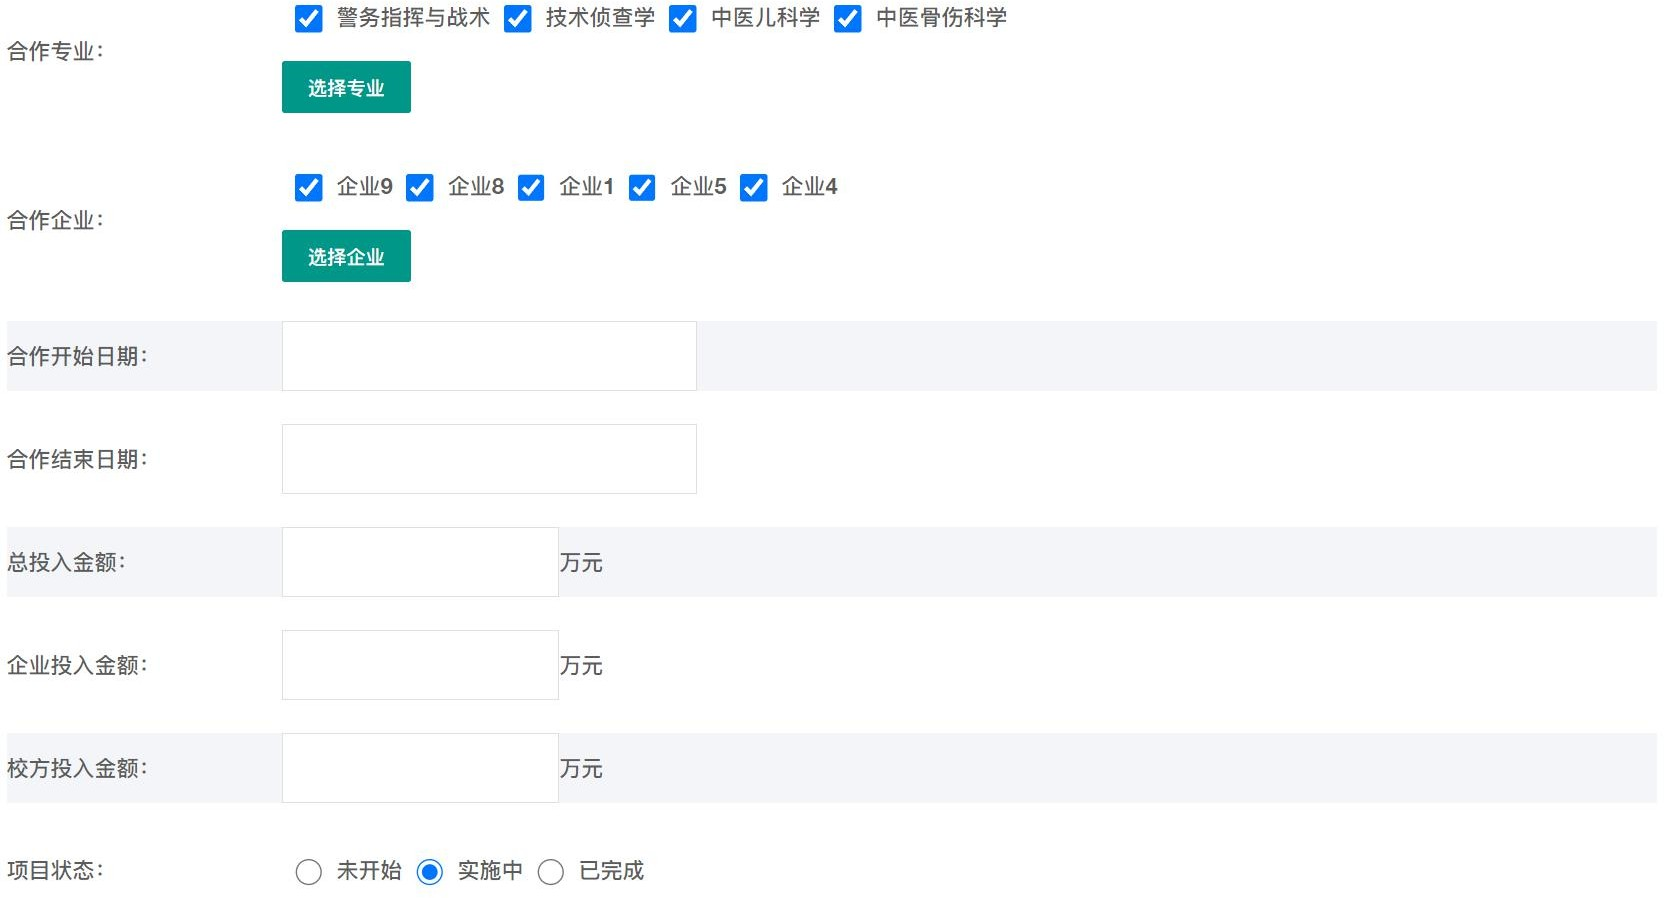 警务指挥与战术 技术侦查学 中医儿科学 中医骨伤科学
合作专业：
选择专业
企业9 企业8 企业1 企业5 企业4
合作企业：
选择企业
合作开始日期：
合作结束日期：
总投入金额： 万元
企业投入金额： 万元
校方投入金额： 万元
项目状态： 未开始 实施中 已完成